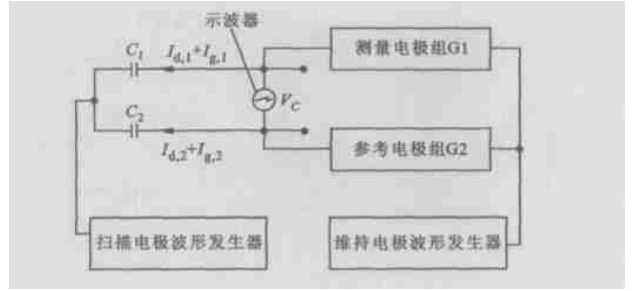 示波器
测量电极组G1
C1
Id,1+Ig,1
VC
C2
Id,2+Ig,2
参考电极组G2
扫描电极波形发生器
维持电极波形发生器